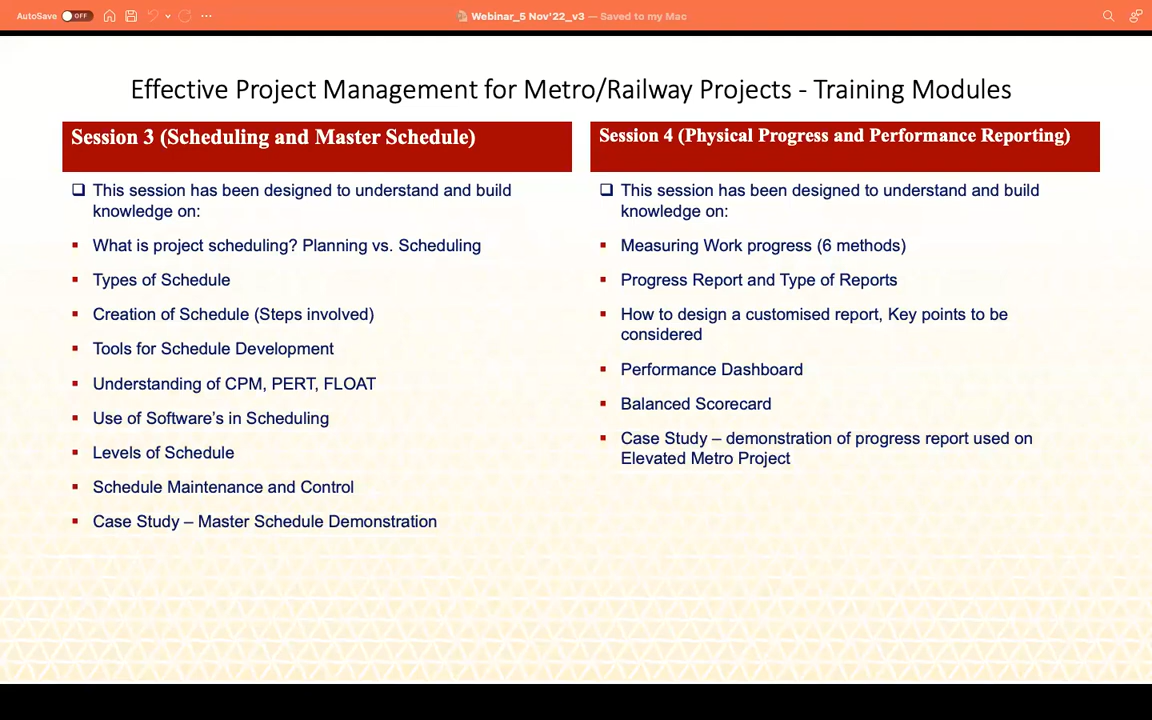 AutoSave OFF
Webinar_5 Nov'22_v3 — Saved to my Mac
Effective Project Management for Metro/Railway Projects - Training Modules
Session 3 (Scheduling and Master Schedule)
This session has been designed to understand and build
knowledge on:
What is project scheduling? Planning vs. Scheduling
Types of Schedule
Creation of Schedule (Steps involved)
Tools for Schedule Development
Understanding of CPM, PERT, FLOAT
Use of Software's in Scheduling
Levels of Schedule
Schedule Maintenance and Control
Case Study – Master Schedule Demonstration
Session 4 (Physical Progress and Performance Reporting)
This session has been designed to understand and build
knowledge on:
Measuring Work progress (6 methods)
Progress Report and Type of Reports
How to design a customised report, Key points to be
considered
Performance Dashboard
Balanced Scorecard
Case Study – demonstration of progress report used on
Elevated Metro Project